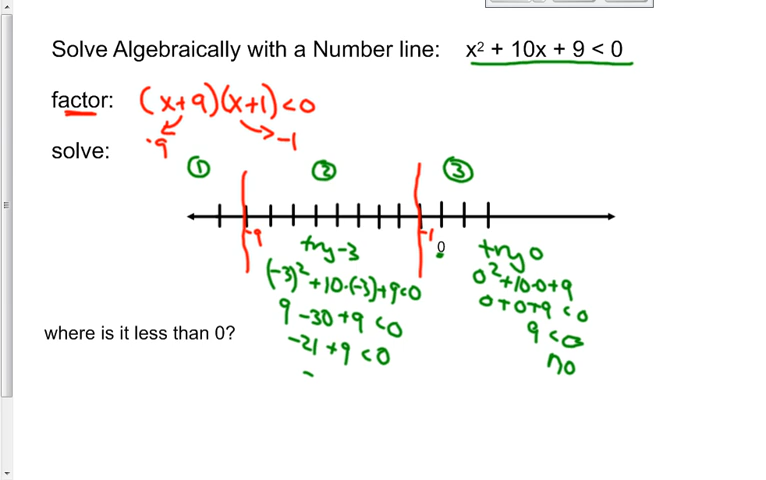 Solve Algebraically with a Number line: x² + 10x + 9 < 0
factor: (x+9)(x+1)<0
-9 -1
solve:
① ② ③
-9 -1 0
try -3
(-3)²+10·(-3)+9<0
9 -30+9 <0
-21 +9 <0
-
try 0
0²+10·0+9
0+0+9 <0
9 <0
no
where is it less than 0?